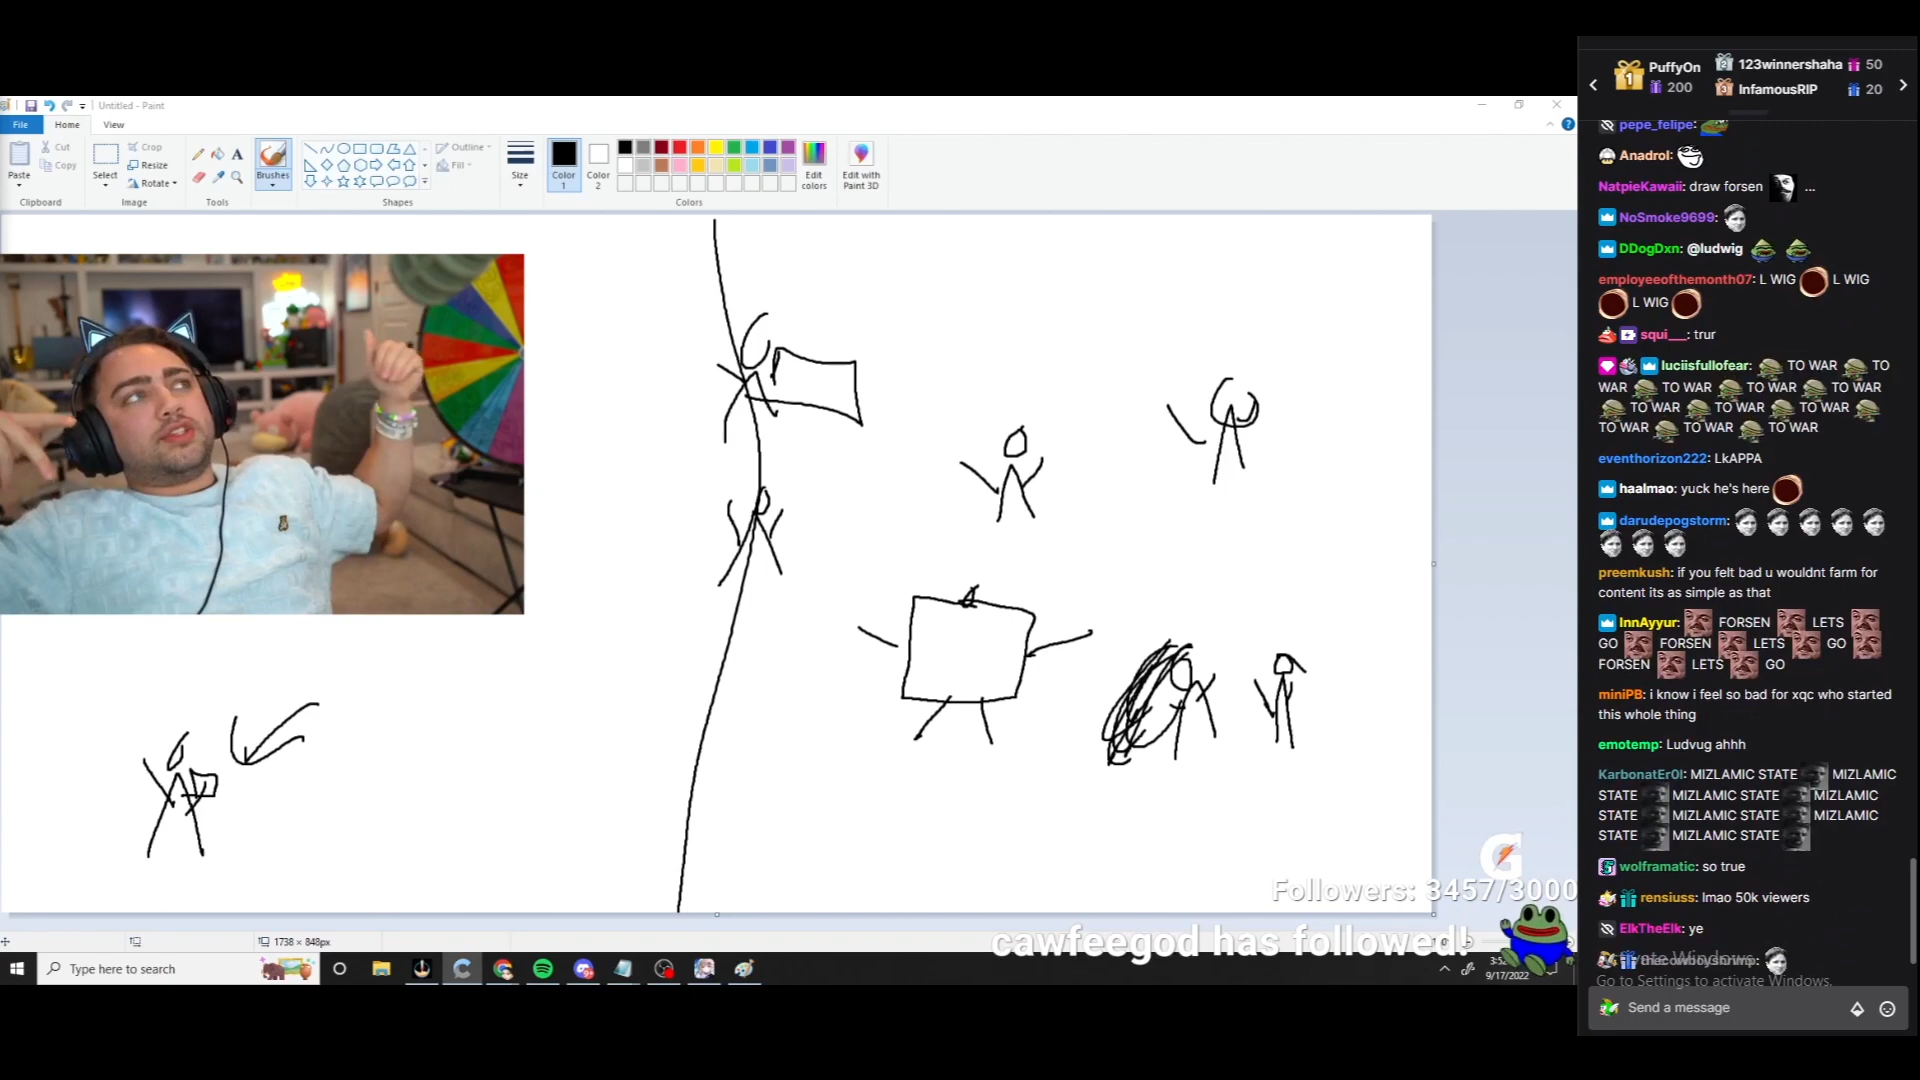 Untitled - Paint
File
Home
View
Cut
Copy
Paste
Clipboard
Crop
Resize
Rotate
Select
Image
A
Tools
Brushes
Outline
Fill
Shapes
Size
Color
1
Color
2
Edit
colors
Colors
Edit with
Paint 3D
Followers: 3457/3000
cawfeegod has followed!
1738 × 848px
Type here to search
9/17/2022
PuffyOn
200
123winnershaha 50
InfamousRIP 20
pepe_felipe:
Anadrol:
NatpieKawaii: draw forsen ...
NoSmoke9699:
DDogDxn: @ludwig
employeeofthemonth07: L WIG L WIG
L WIG
squi___: trur
luciisfullofear: TO WAR TO
WAR TO WAR TO WAR TO WAR
TO WAR TO WAR TO WAR
TO WAR TO WAR TO WAR
eventhorizon222: LkAPPA
haalmao: yuck he's here
darudepogstorm:
preemkush: if you felt bad u wouldnt farm for
content its as simple as that
InnAyyur: FORSEN LETS
GO FORSEN LETS GO
FORSEN LETS GO
miniPB: i know i feel so bad for xqc who started
this whole thing
emotemp: Ludvug ahhh
KarbonatEr0l: MIZLAMIC STATE MIZLAMIC
STATE MIZLAMIC STATE MIZLAMIC
STATE MIZLAMIC STATE MIZLAMIC
STATE MIZLAMIC STATE
wolframatic: so true
rensiuss: lmao 50k viewers
ElkTheElk: ye
thecowboyshrimp:
Go to Settings to activate Windows.
Send a message